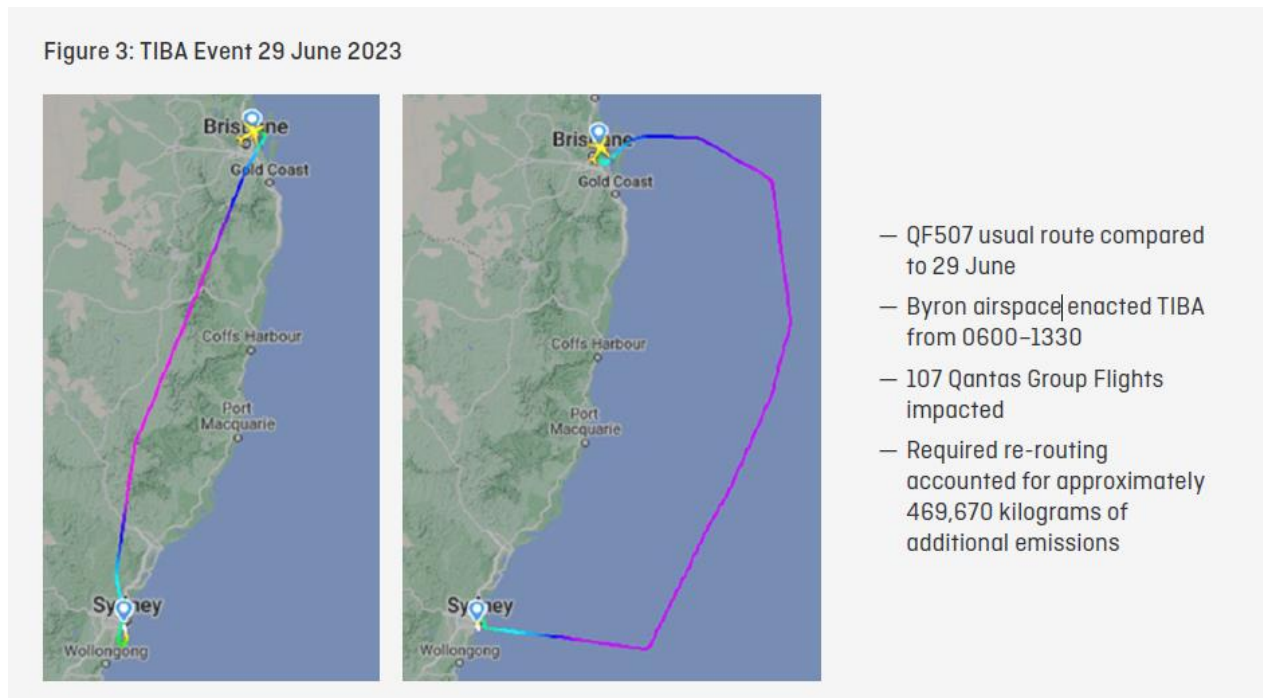 Figure 3: TIBA Event 29 June 2023
Brisbane
Gold Coast
Coffs Harbour
Port
Macquarie
Sydney
Wollongong
Brisbane
Gold Coast
Coffs Harbour
Port
Macquarie
Sydney
Wollongong
— QF507 usual route compared
to 29 June
— Byron airspace enacted TIBA
from 0600–1330
— 107 Qantas Group Flights
impacted
— Required re-routing
accounted for approximately
469,670 kilograms of
additional emissions